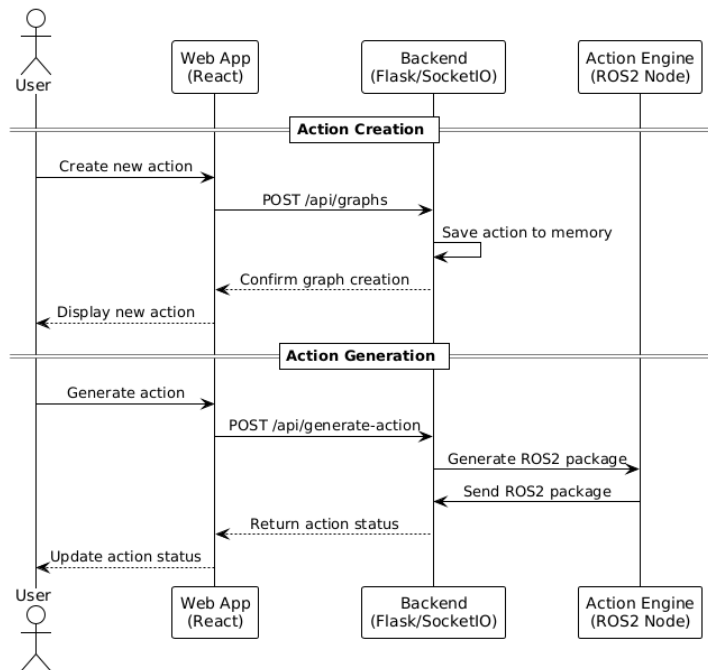 User
Web App
(React)
Backend
(Flask/SocketIO)
Action Engine
(ROS2 Node)
Action Creation
Create new action
POST /api/graphs
Save action to memory
Confirm graph creation
Display new action
Action Generation
Generate action
POST /api/generate-action
Generate ROS2 package
Send ROS2 package
Return action status
Update action status
User
Web App
(React)
Backend
(Flask/SocketIO)
Action Engine
(ROS2 Node)